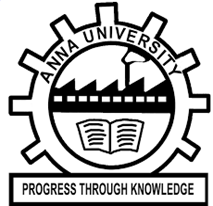 ANNA UNIVERSITY
PROGRESS THROUGH KNOWLEDGE